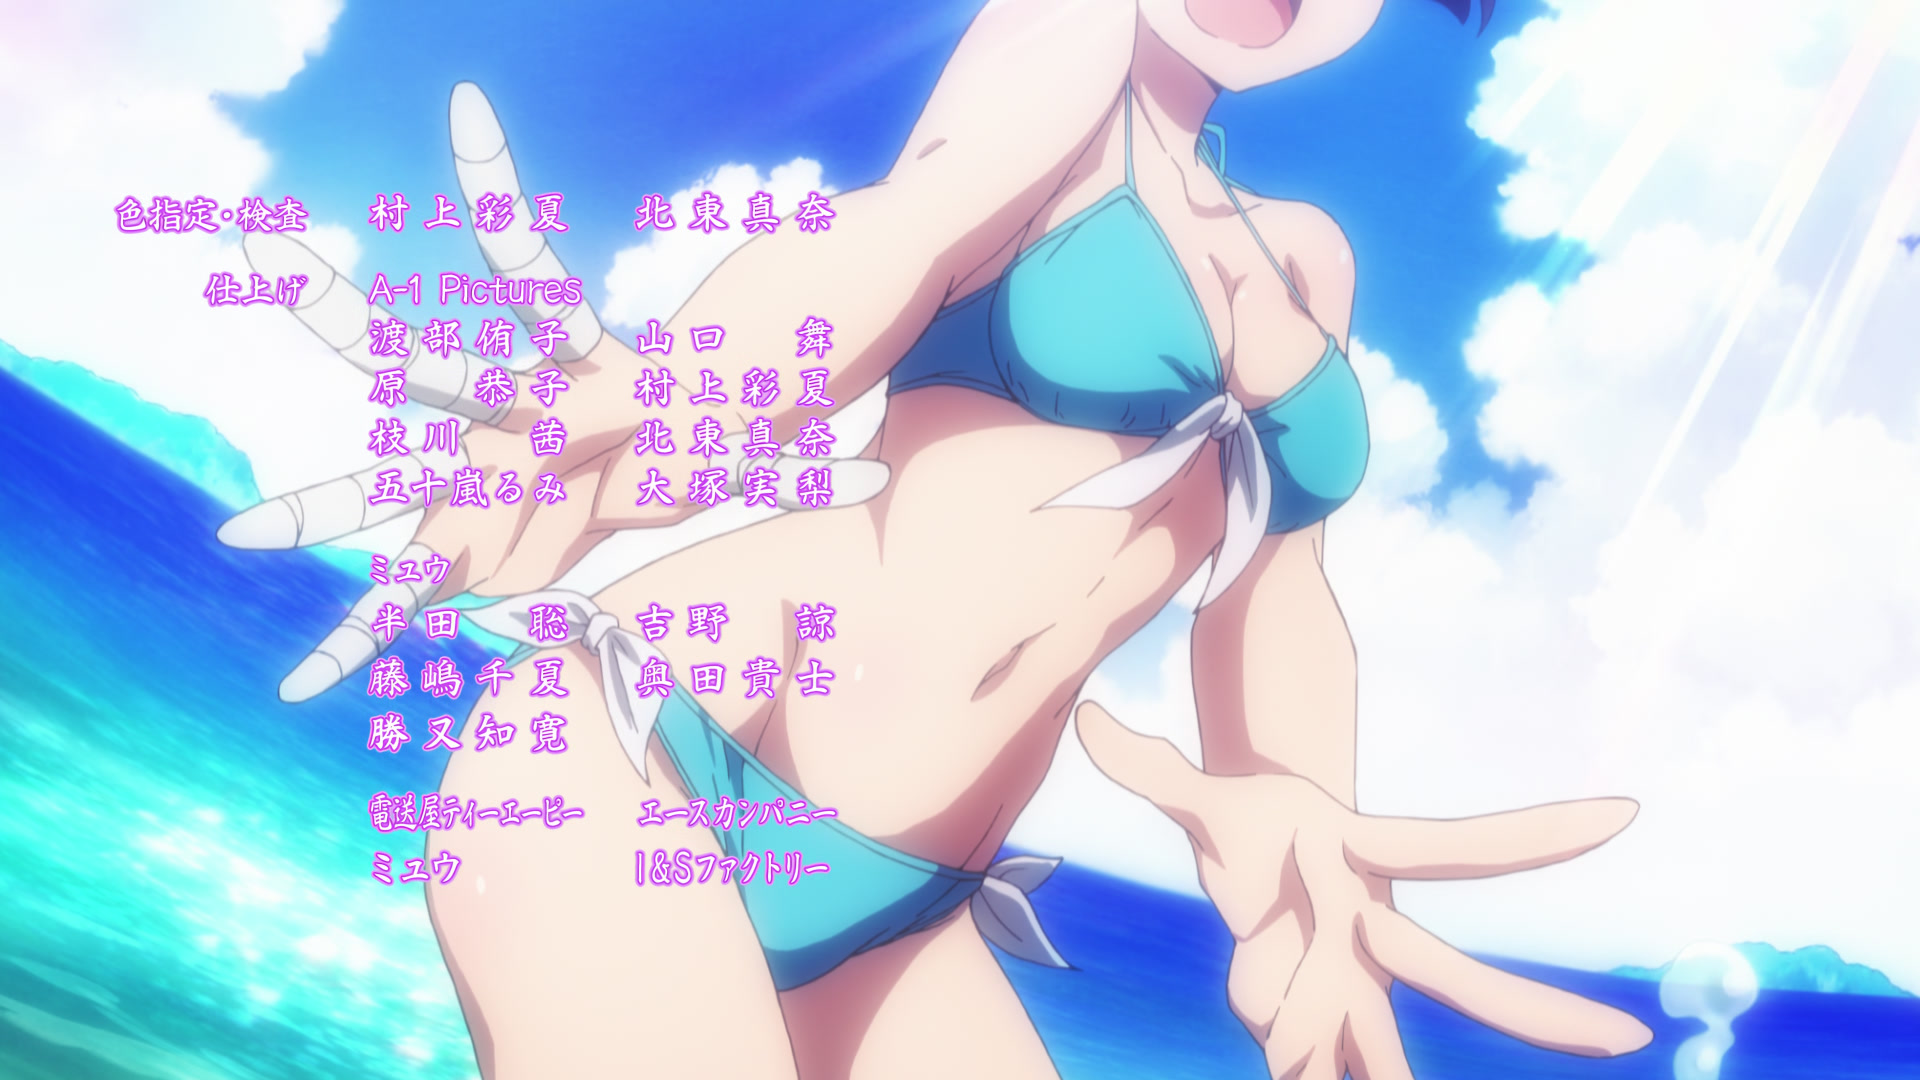 色指定・検査 村上彩夏 北東真奈
仕上げ A-1 Pictures
渡部侑子 山口舞
原恭子 村上彩夏
枝川茜 北東真奈
五十嵐るみ 大塚実梨
ミュウ
半田聡 吉野諒
藤嶋千夏 奥田貴士
勝又知寛
電送屋ティーエーピー エースカンパニー
ミュウ I&Sファクトリー